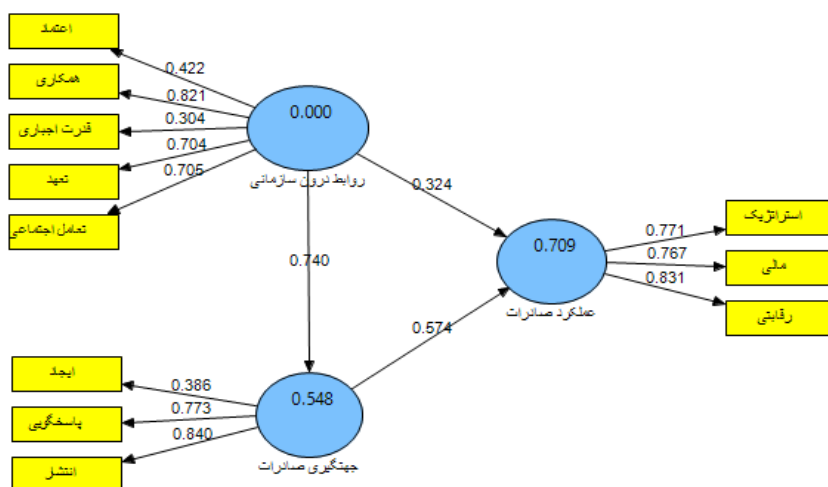 اعتماد
0.422
همکاری
0.821
قدرت اجباری
0.304
تعهد
0.704
تعامل اجتماعی
0.705
0.000
روابط درون سازمانی
0.324
0.740
استراتژیک
0.771
مالی
0.767
رقابتی
0.831
0.709
عملکرد صادرات
0.574
ایجاد
0.386
پاسخگویی
0.773
انتشار
0.840
0.548
جهتگیری صادرات